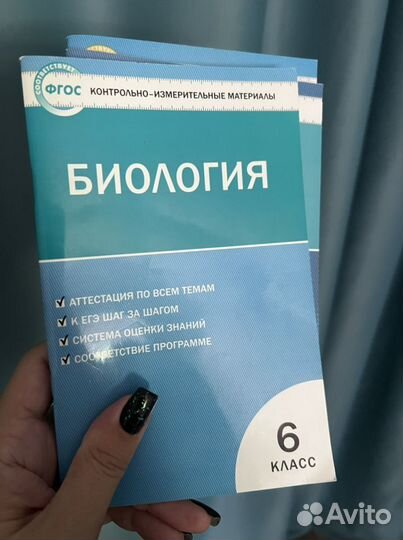 СООТВЕТСТВУЕТ
ФГОС
КОНТРОЛЬНО-ИЗМЕРИТЕЛЬНЫЕ МАТЕРИАЛЫ
БИОЛОГИЯ
АТТЕСТАЦИЯ ПО ВСЕМ ТЕМАМ
К ЕГЭ ШАГ ЗА ШАГОМ
СИСТЕМА ОЦЕНКИ ЗНАНИЙ
СООТВЕТСТВИЕ ПРОГРАММЕ
6
КЛАСС
Avito